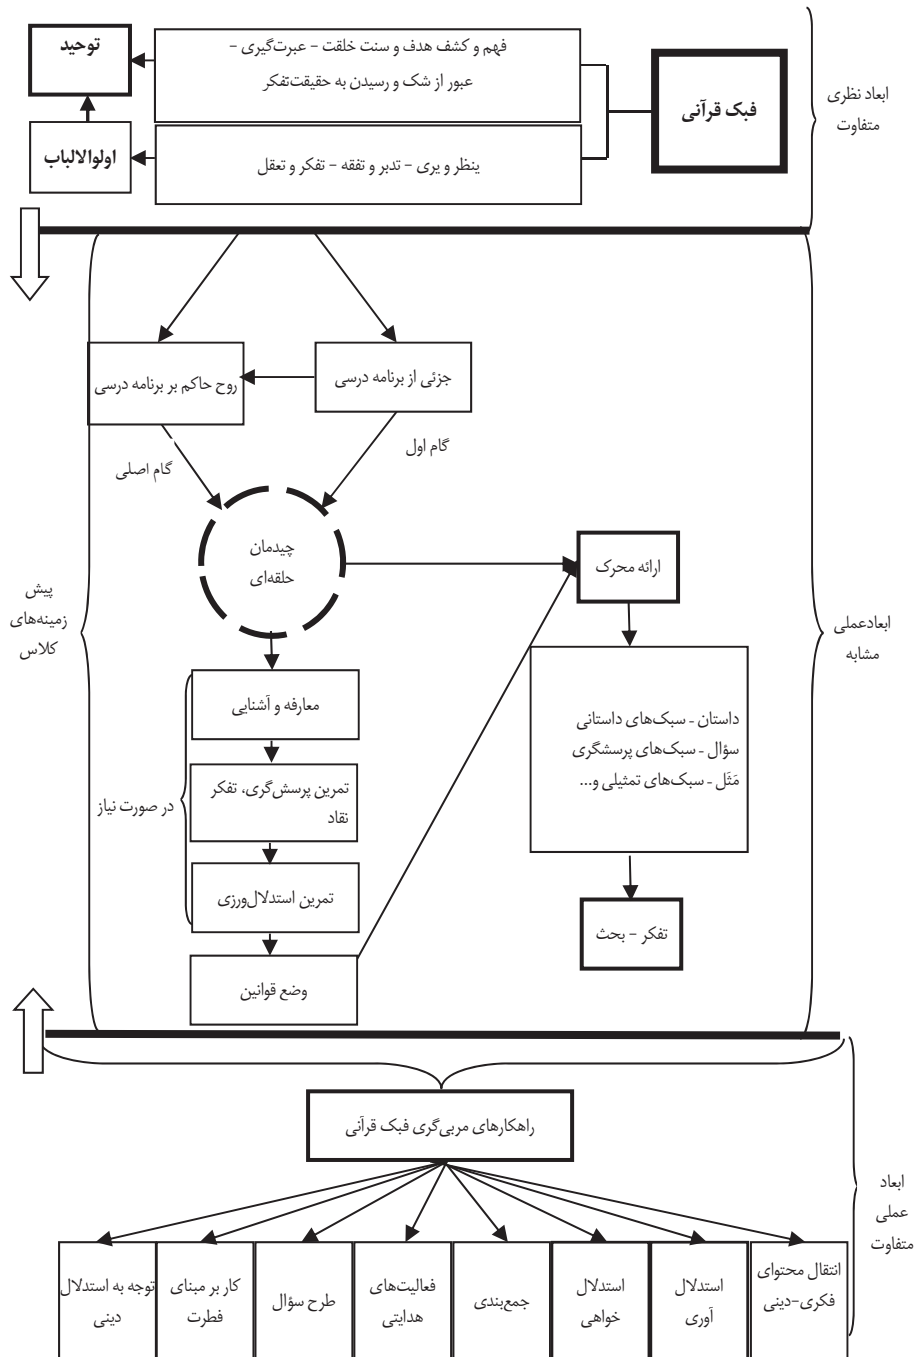 توحید
فهم و کشف هدف و سنت خلقت – عبرت‌گیری –
عبور از شک و رسیدن به حقیقت‌تفکر
فبک قرآنی
ابعاد نظری
متفاوت
اولوالالباب
ینظر و یری – تدبر و تفقه – تفکر و تعقل
جزئی از برنامه درسی
روح حاکم بر برنامه درسی
گام اول
گام اصلی
چیدمان
حلقه‌ای
ارائه محرک
پیش
زمینه‌های
کلاس
ابعادعملی
مشابه
معارفه و آشنایی
داستان - سبک‌های داستانی
سؤال - سبک‌های پرسشگری
مَثَل - سبک‌های تمثیلی و...
تمرین پرسش‌گری، تفکر
نقاد
در صورت نیاز
تمرین استدلال‌ورزی
تفکر – بحث
وضع قوانین
راهکارهای مربی‌گری فبک قرآنی
ابعاد
عملی
متفاوت
انتقال محتوای
فکری-دینی
استدلال
آوری
استدلال
خواهی
جمع‌بندی
فعالیت‌های
هدایتی
طرح سؤال
کار بر مبنای
فطرت
توجه به استدلال
دینی